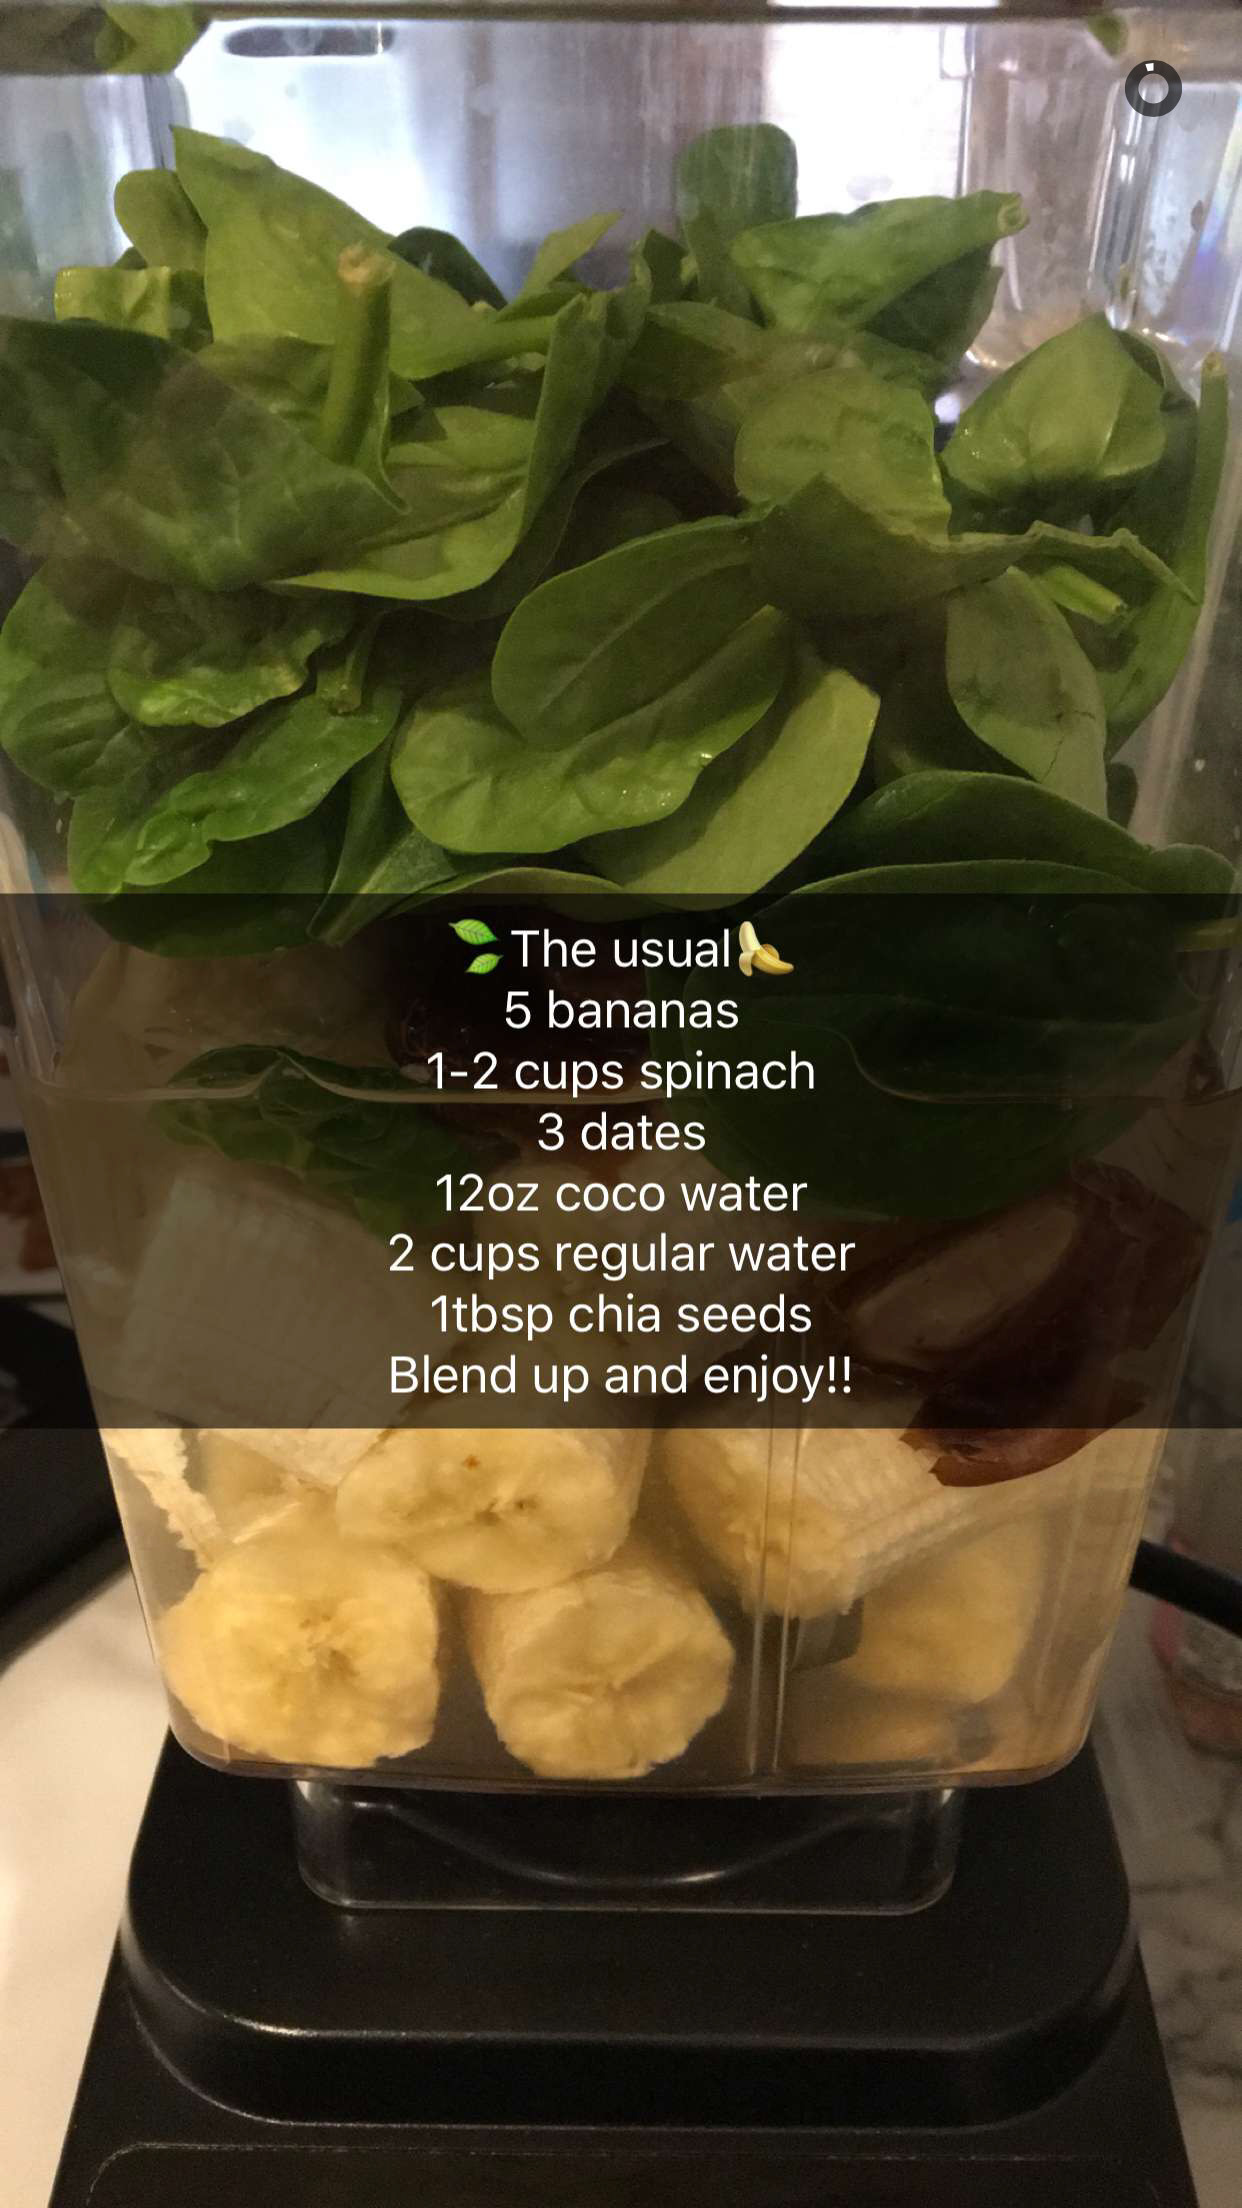 🍃The usual🍌
5 bananas
1-2 cups spinach
3 dates
12oz coco water
2 cups regular water
1tbsp chia seeds
Blend up and enjoy!!